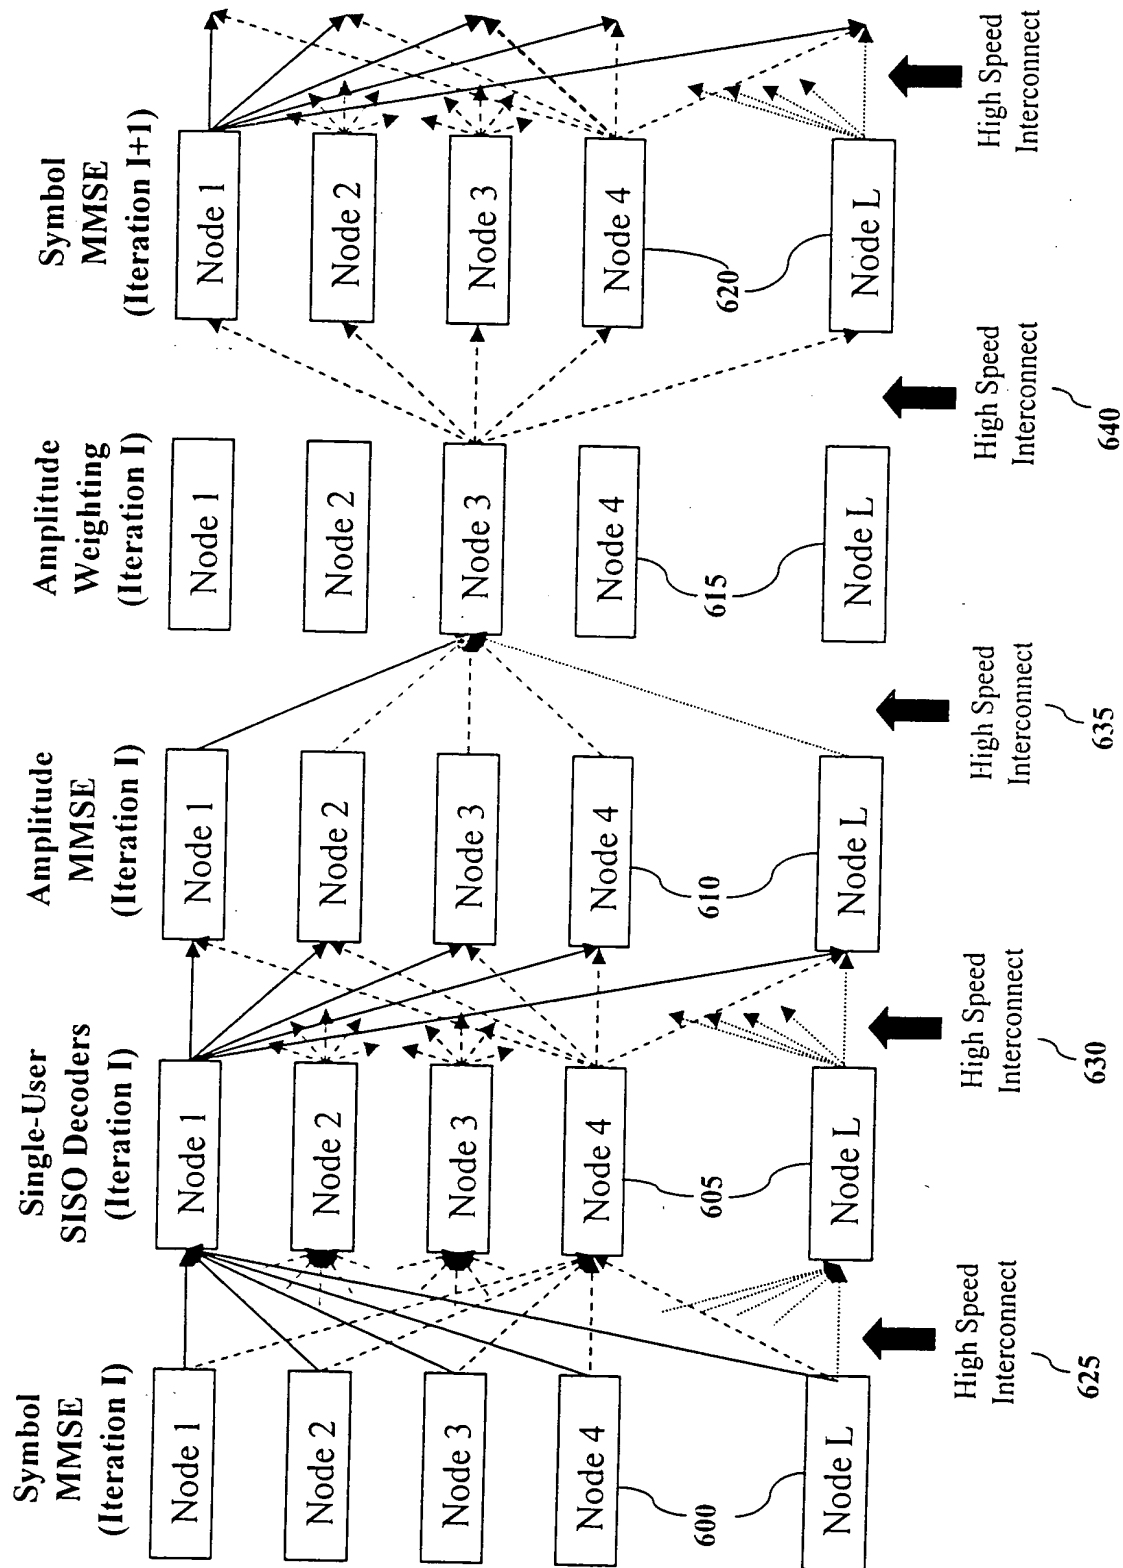 Symbol
MMSE
(Iteration I)
Node 1
Node 2
Node 3
Node 4
Node L
600
High Speed
Interconnect
625
Single-User
SISO Decoders
(Iteration I)
Node 1
Node 2
Node 3
Node 4
Node L
605
High Speed
Interconnect
630
Amplitude
MMSE
(Iteration I)
Node 1
Node 2
Node 3
Node 4
Node L
610
High Speed
Interconnect
635
Amplitude
Weighting
(Iteration I)
Node 1
Node 2
Node 3
Node 4
Node L
615
High Speed
Interconnect
640
Symbol
MMSE
(Iteration I+1)
Node 1
Node 2
Node 3
Node 4
Node L
620
High Speed
Interconnect